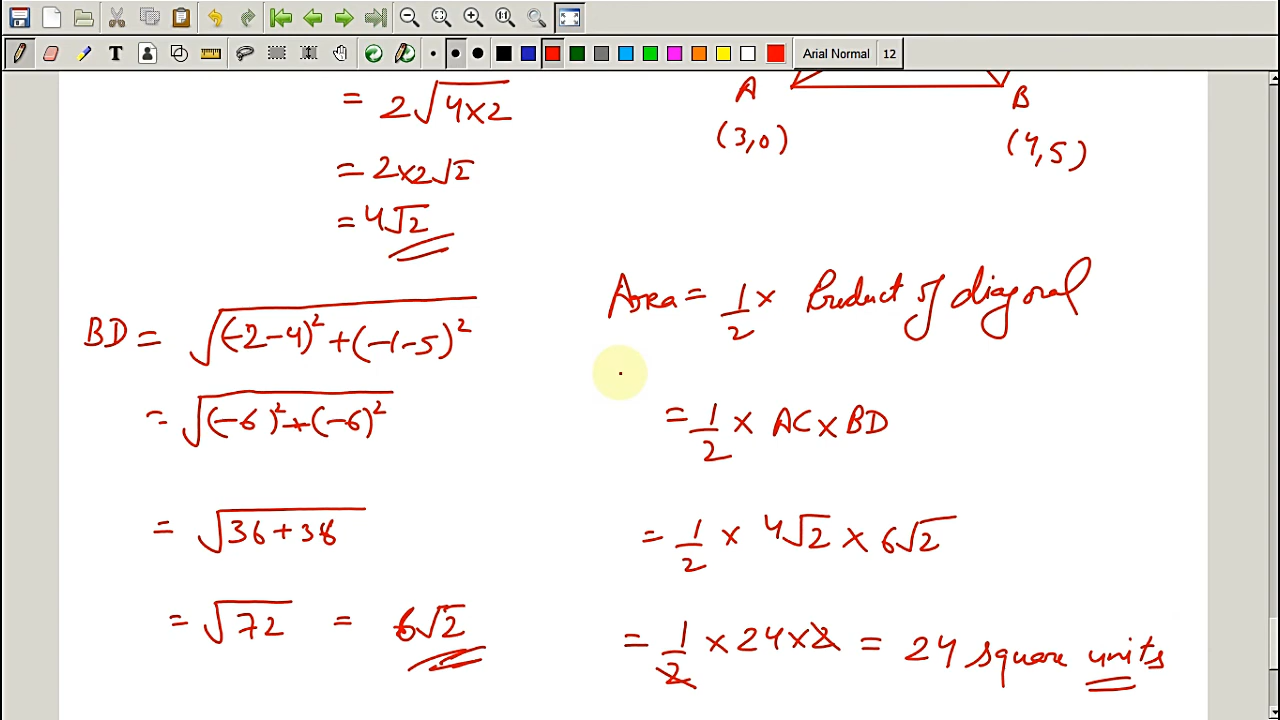 1:1
T
Arial Normal 12
= 2√(4×2)
= 2×2√2
= 4√2
BD = √((-2-4)² + (-1-5)²)
= √((-6)² + (-6)²)
= √(36+36)
= √72 = 6√2
A B
(3,0) (4,5)
Area = 1/2 × Product of diagonal
= 1/2 × AC × BD
= 1/2 × 4√2 × 6√2
= 1/2 × 24×2 = 24 square units